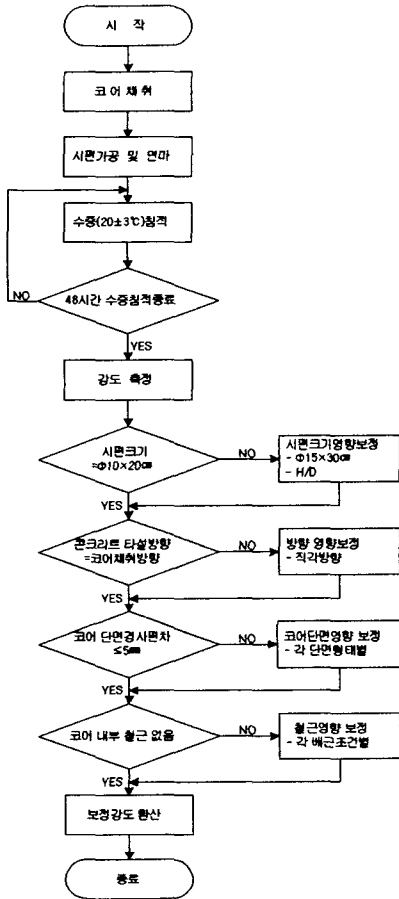 시 작
코어채취
시편가공 및 연마
수중(20±3℃)침적
48시간 수중침적종료
NO
YES
강도 측정
시편크기
=Φ10×20㎝
NO
시편크기영향보정
- Φ15×30㎝
- H/D
YES
콘크리트 타설방향
=코어채취방향
NO
방향 영향보정
- 직각방향
YES
코어 단면경사편차
≤5㎜
NO
코어단면영향 보정
- 각 단면형태별
YES
코어 내부 철근 없음
NO
철근영향 보정
- 각 배근조건별
YES
보정강도 환산
종료